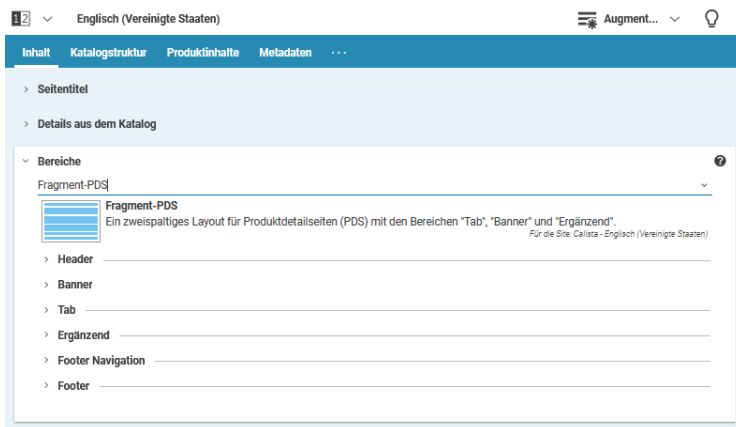 12 Englisch (Vereinigte Staaten) Augment...
Inhalt Katalogstruktur Produktinhalte Metadaten ···
Seitentitel
Details aus dem Katalog
Bereiche
Fragment-PDS
Fragment-PDS
Ein zweispaltiges Layout für Produktdetailseiten (PDS) mit den Bereichen "Tab", "Banner" und "Ergänzend".
Für die Site: Calista - Englisch (Vereinigte Staaten)
Header
Banner
Tab
Ergänzend
Footer Navigation
Footer